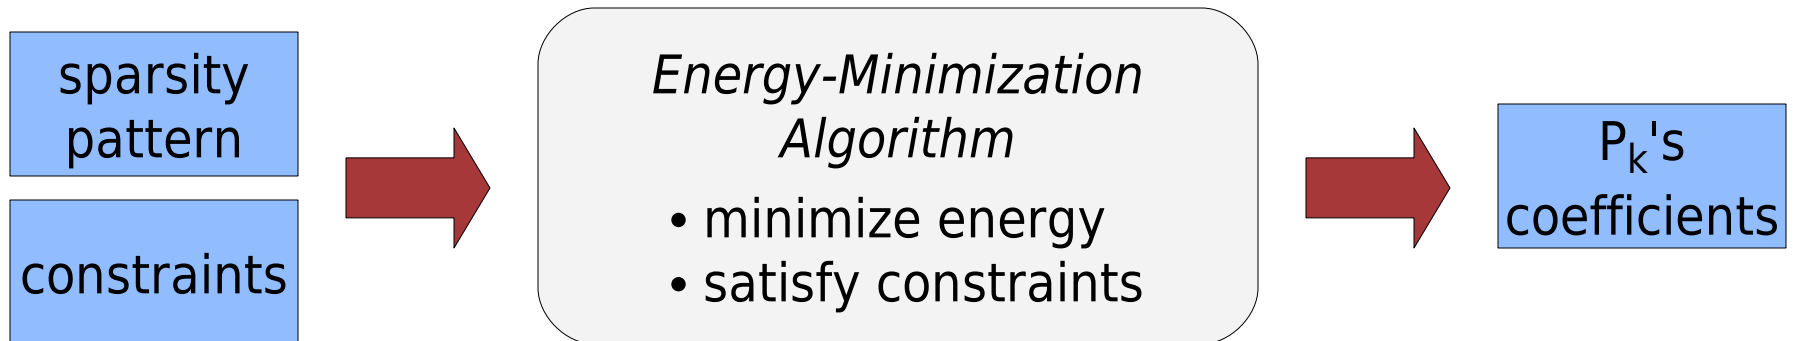 sparsity
pattern
constraints
Energy-Minimization
Algorithm
• minimize energy
• satisfy constraints
Pk's
coefficients